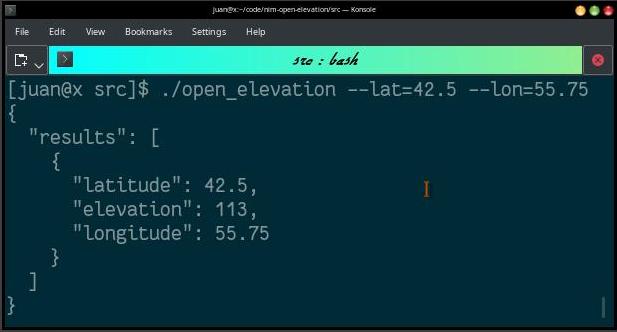 juan@x:~/code/nim-open-elevation/src — Konsole
File Edit View Bookmarks Settings Help
src : bash
[juan@x src]$ ./open_elevation --lat=42.5 --lon=55.75
{
  "results": [
    {
      "latitude": 42.5,
      "elevation": 113,
      "longitude": 55.75
    }
  ]
}